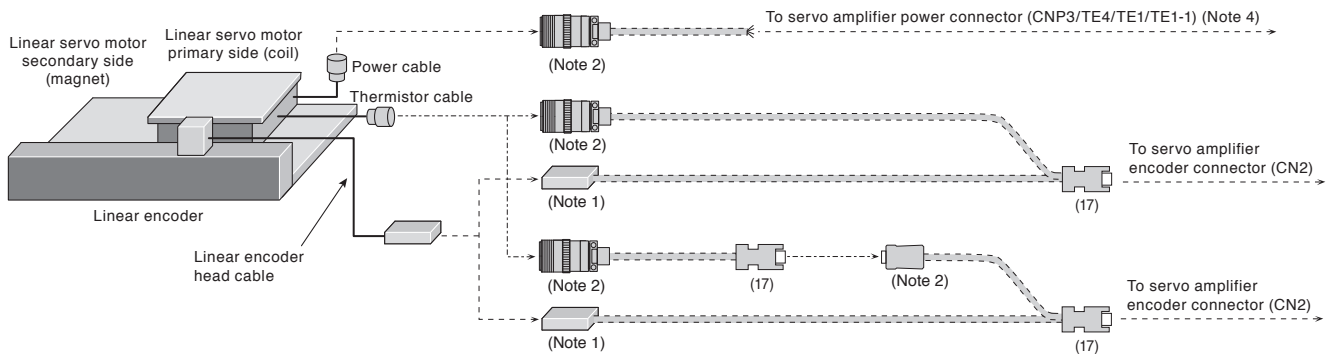 To servo amplifier power connector (CNP3/TE4/TE1/TE1-1) (Note 4)
Linear servo motor
secondary side
(magnet)
Linear servo motor
primary side (coil)
Power cable
(Note 2)
Thermistor cable
(Note 2)
To servo amplifier
encoder connector (CN2)
(Note 1)
(17)
Linear encoder
Linear encoder
head cable
(Note 2)
(17)
(Note 2)
To servo amplifier
encoder connector (CN2)
(Note 1)
(17)